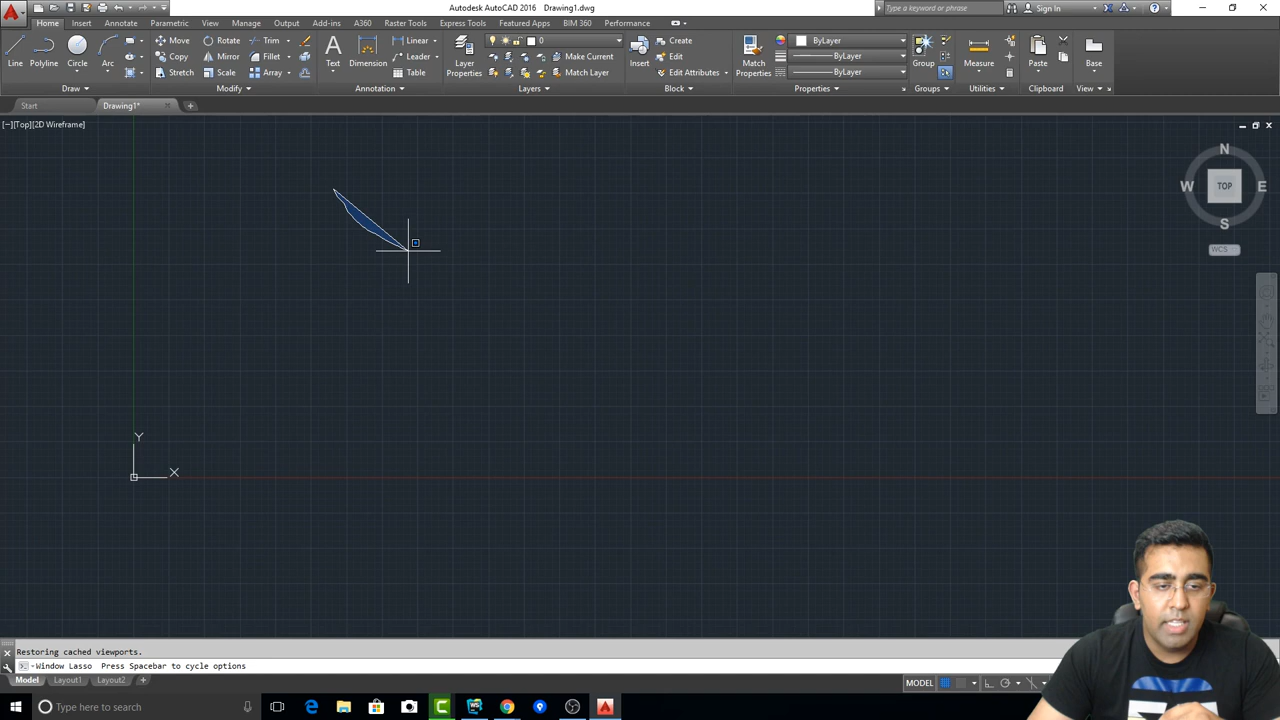 Autodesk AutoCAD 2016 Drawing1.dwg
Type a keyword or phrase
Sign In
Home Insert Annotate Parametric View Manage Output Add-ins A360 Raster Tools Express Tools Featured Apps BIM 360 Performance
Line Polyline Circle Arc
Move Rotate Trim
Copy Mirror Fillet
Stretch Scale Array
Text Dimension
Linear
Leader
Table
Layer
Properties
0
Make Current
Match Layer
Insert
Create
Edit
Edit Attributes
Match
Properties
ByLayer
ByLayer
ByLayer
Group
Measure
Paste
Base
Draw Modify Annotation Layers Block Properties Groups Utilities Clipboard View
Start Drawing1*
[−][Top][2D Wireframe]
N
W TOP E
S
WCS
Y
X
Restoring cached viewports.
Window Lasso Press Spacebar to cycle options
Model Layout1 Layout2
MODEL
Type here to search